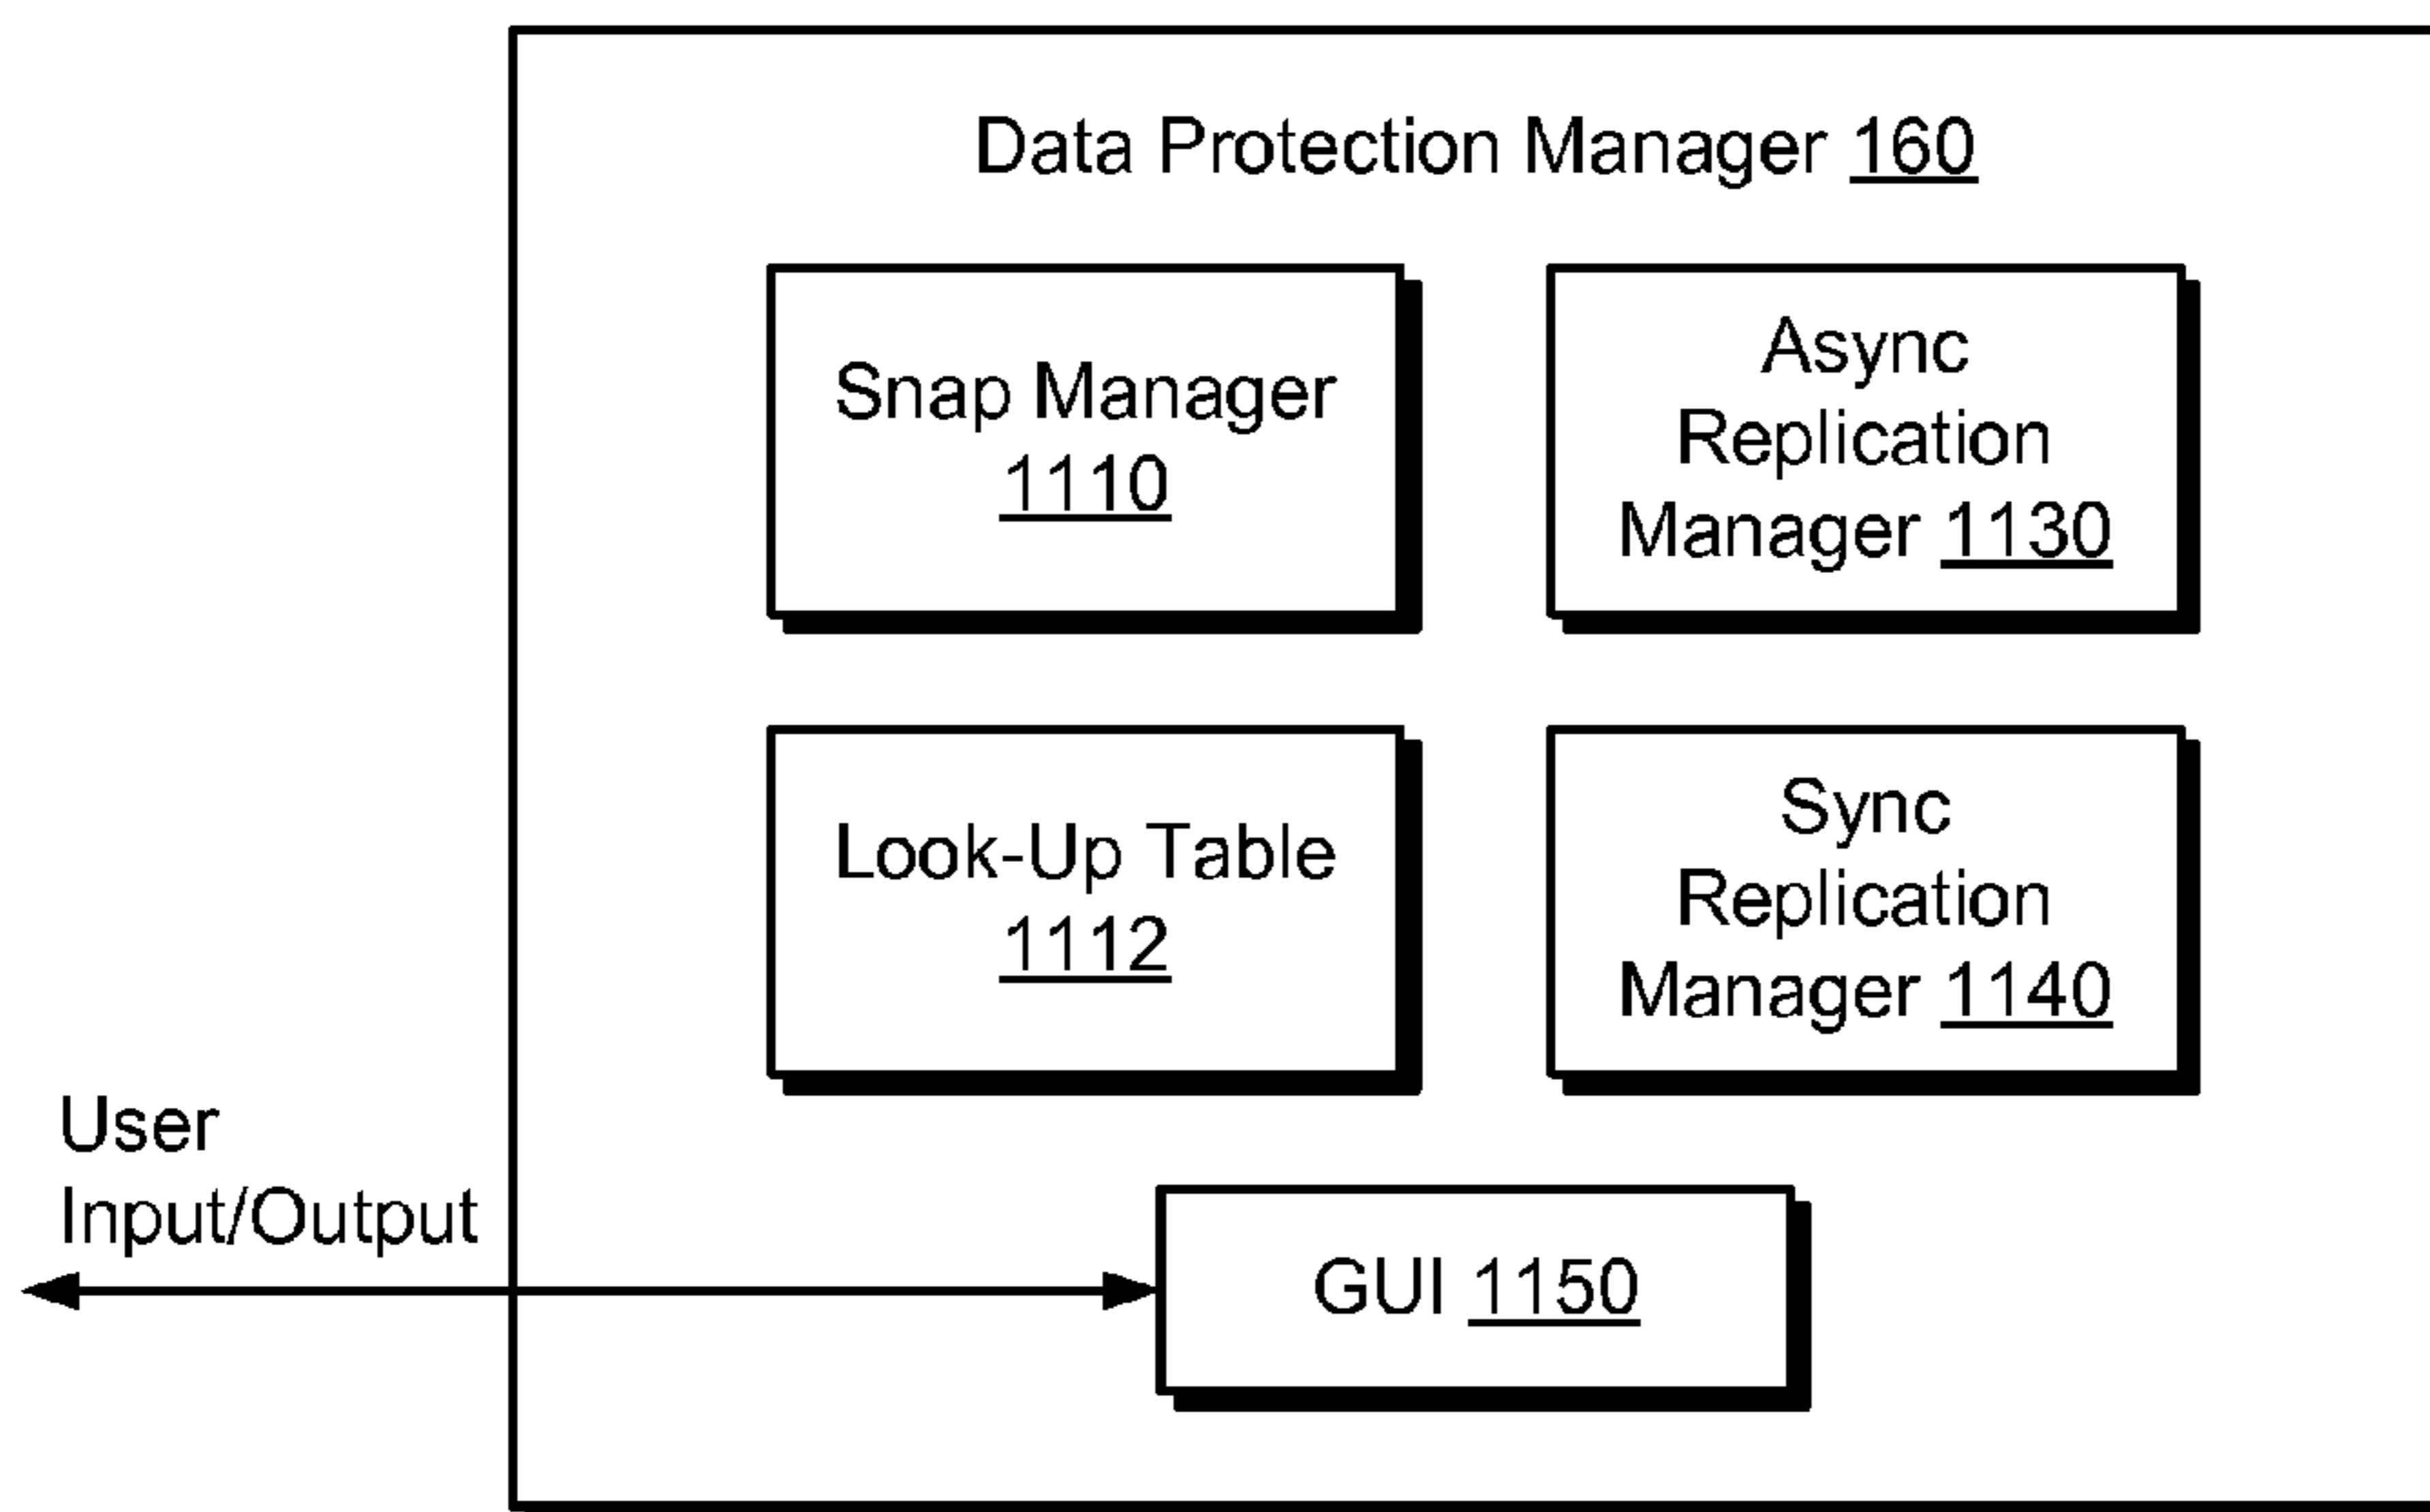 Data Protection Manager 160
Snap Manager
1110
Async
Replication
Manager 1130
Look-Up Table
1112
Sync
Replication
Manager 1140
User
Input/Output
GUI 1150